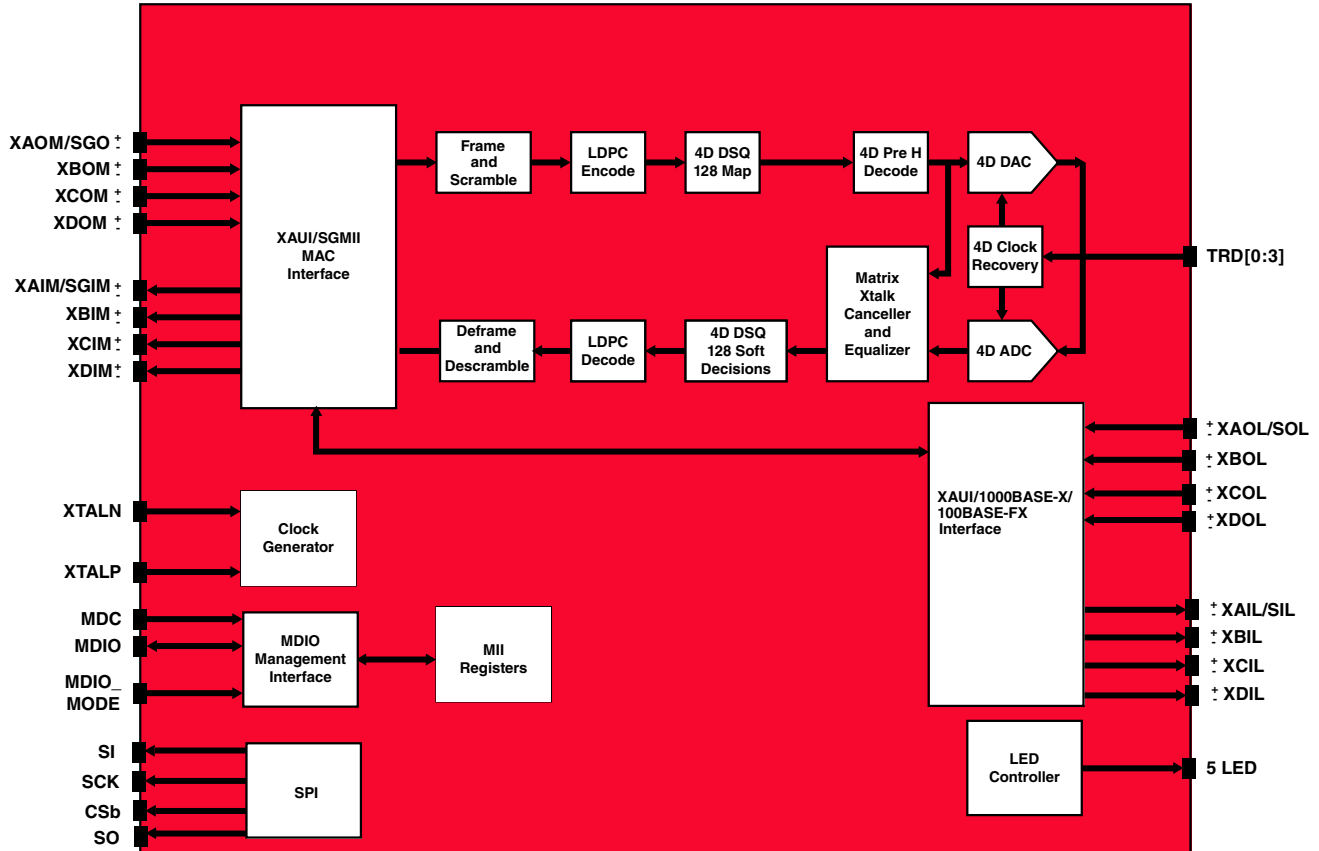 XAOM/SGO +-
XBOM +-
XCOM +-
XDOM +-
XAIM/SGIM +-
XBIM +-
XCIM +-
XDIM +-
XAUI/SGMII
MAC
Interface
Frame
and
Scramble
LDPC
Encode
4D DSQ
128 Map
4D Pre H
Decode
4D DAC
4D Clock
Recovery
TRD[0:3]
Matrix
Xtalk
Canceller
and
Equalizer
Deframe
and
Descramble
LDPC
Decode
4D DSQ
128 Soft
Decisions
4D ADC
XAUI/1000BASE-X/
100BASE-FX
Interface
+- XAOL/SOL
+- XBOL
+- XCOL
+- XDOL
+- XAIL/SIL
+- XBIL
+- XCIL
+- XDIL
XTALN
XTALP
Clock
Generator
MDC
MDIO
MDIO_
MODE
MDIO
Management
Interface
MII
Registers
SI
SCK
CSb
SO
SPI
LED
Controller
5 LED